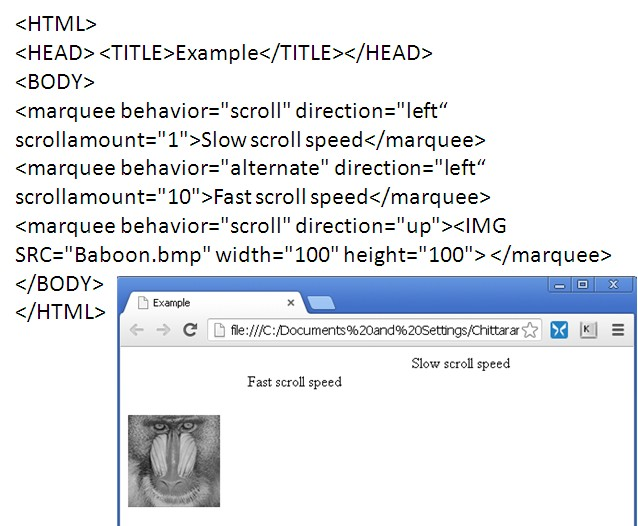 <HTML>
<HEAD> <TITLE>Example</TITLE></HEAD>
<BODY>
<marquee behavior="scroll" direction="left“
scrollamount="1">Slow scroll speed</marquee>
<marquee behavior="alternate" direction="left“
scrollamount="10">Fast scroll speed</marquee>
<marquee behavior="scroll" direction="up"><IMG
SRC="Baboon.bmp" width="100" height="100"> </marquee>
</BODY>
</HTML>
Example
file:///C:/Documents%20and%20Settings/Chittarar
K
Slow scroll speed
Fast scroll speed